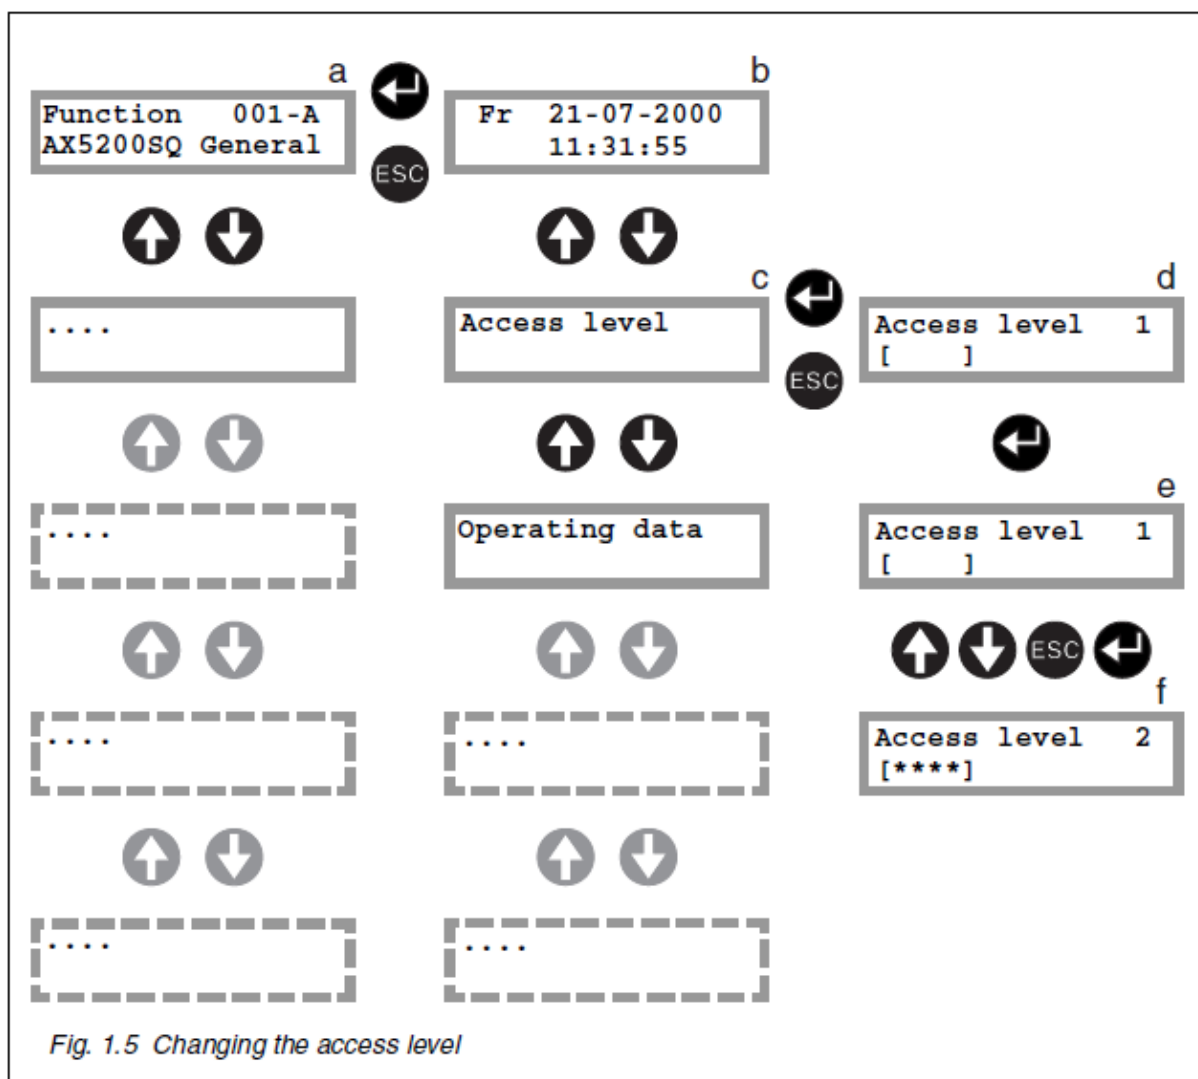 a
Function 001-A
AX5200SQ General
ESC
b
Fr 21-07-2000
11:31:55
....
c
Access level
ESC
d
Access level 1
[ ]
....
Operating data
e
Access level 1
[ ]
ESC
....
....
f
Access level 2
[****]
....
....
Fig. 1.5 Changing the access level